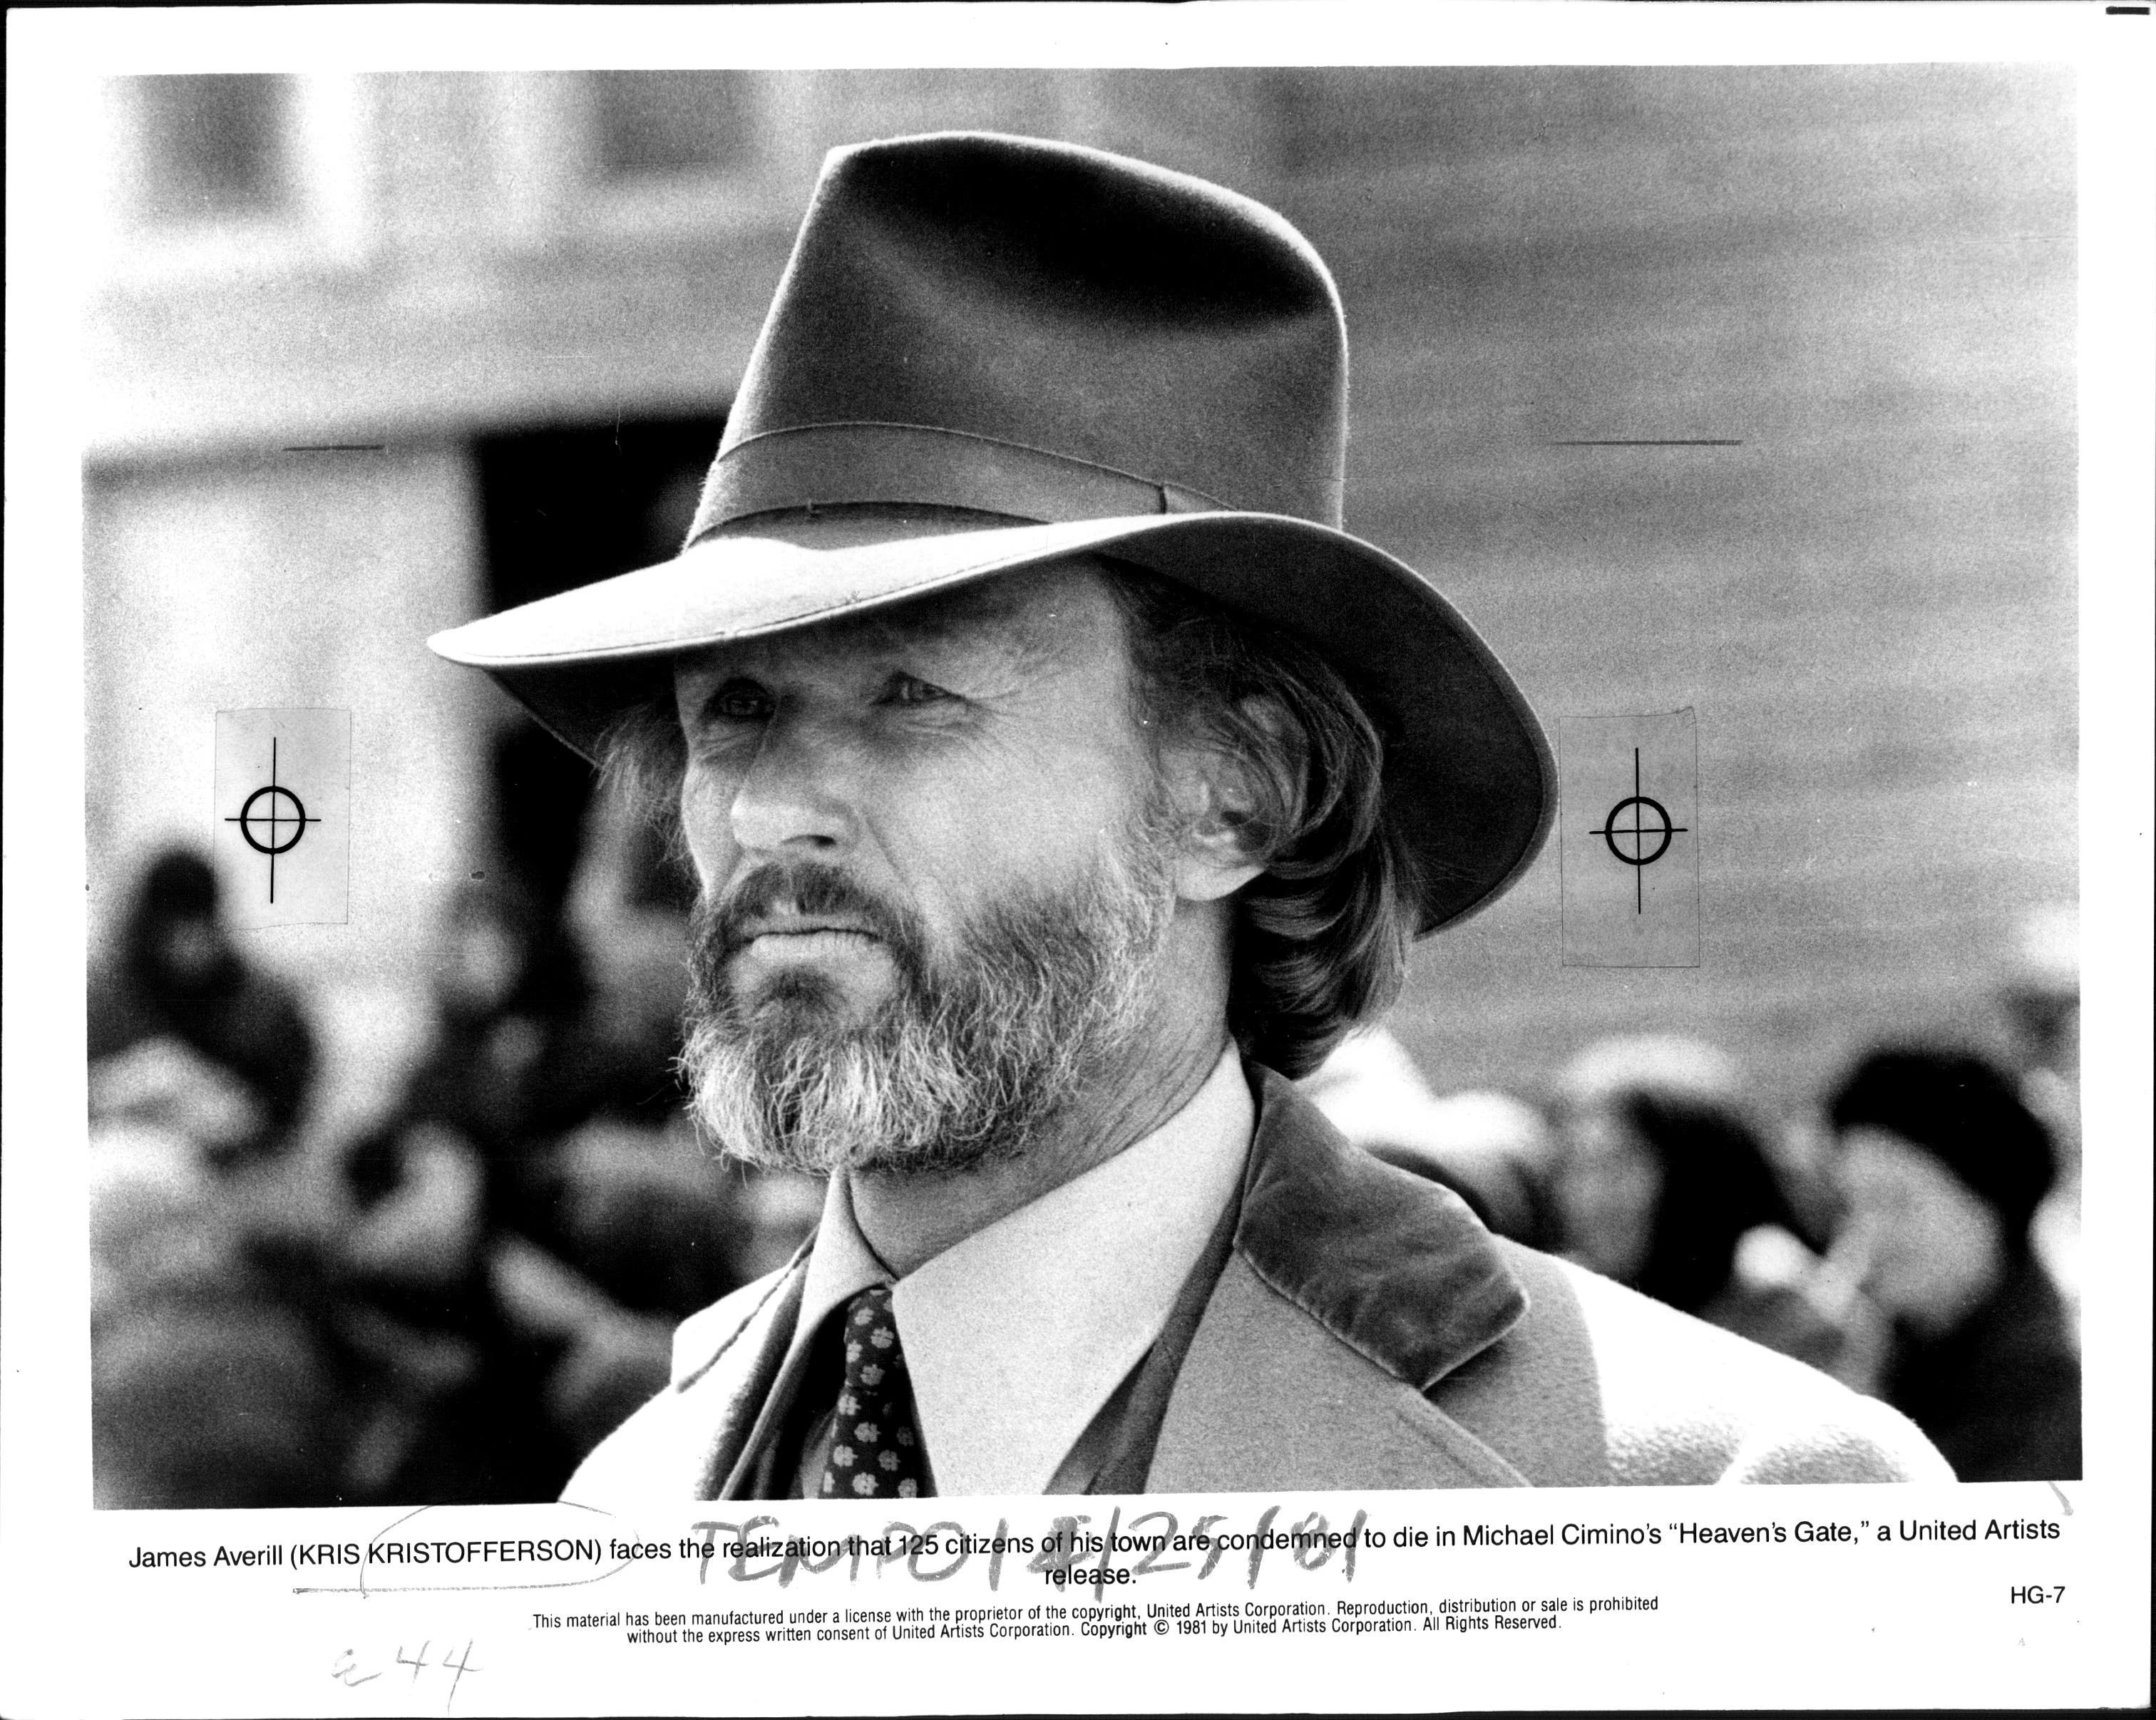 James Averill (KRIS KRISTOFFERSON) faces the realization that 125 citizens of his town are condemned to die in Michael Cimino's "Heaven's Gate," a United Artists
release.
TEMPO 4/25/81
HG-7
This material has been manufactured under a license with the proprietor of the copyright, United Artists Corporation. Reproduction, distribution or sale is prohibited
without the express written consent of United Artists Corporation. Copyright © 1981 by United Artists Corporation. All Rights Reserved.
44